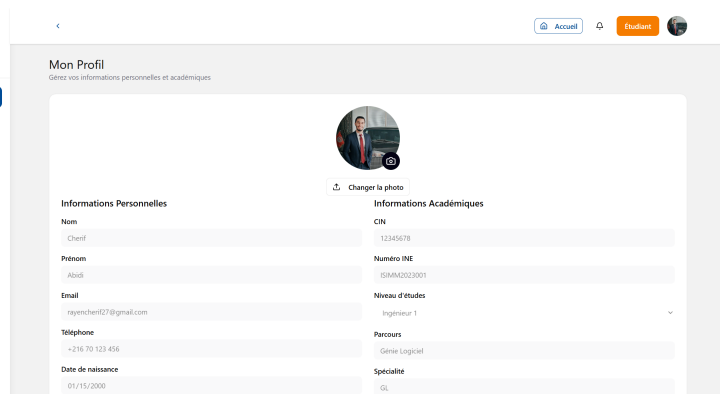 Accueil
Étudiant
Mon Profil
Gérez vos informations personnelles et académiques
Changer la photo
Informations Personnelles
Nom
Cherif
Prénom
Abidi
Email
rayencherif27@gmail.com
Téléphone
+216 70 123 456
Date de naissance
01/15/2000
Informations Académiques
CIN
12345678
Numéro INE
ISIMM2023001
Niveau d'études
Ingénieur 1
Parcours
Génie Logiciel
Spécialité
GL